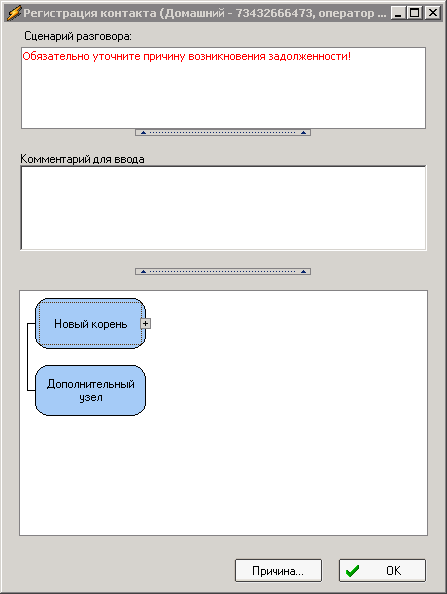 Регистрация контакта (Домашний - 73432666473, оператор ...
Сценарий разговора:
Обязательно уточните причину возникновения задолженности!
Комментарий для ввода
Новый корень
Дополнительный
узел
Причина...
OK